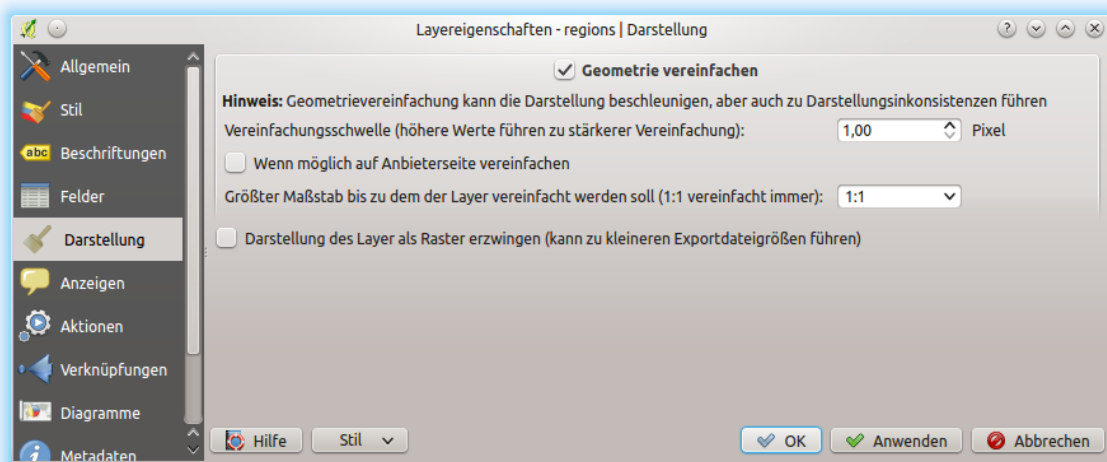 Layereigenschaften - regions | Darstellung
Allgemein
Stil
abc Beschriftungen
Felder
Darstellung
Anzeigen
Aktionen
Verknüpfungen
Diagramme
Metadaten
Geometrie vereinfachen
Hinweis: Geometrievereinfachung kann die Darstellung beschleunigen, aber auch zu Darstellungsinkonsistenzen führen
Vereinfachungsschwelle (höhere Werte führen zu stärkerer Vereinfachung): 1,00 Pixel
Wenn möglich auf Anbieterseite vereinfachen
Größter Maßstab bis zu dem der Layer vereinfacht werden soll (1:1 vereinfacht immer): 1:1
Darstellung des Layer als Raster erzwingen (kann zu kleineren Exportdateigrößen führen)
Hilfe Stil OK Anwenden Abbrechen